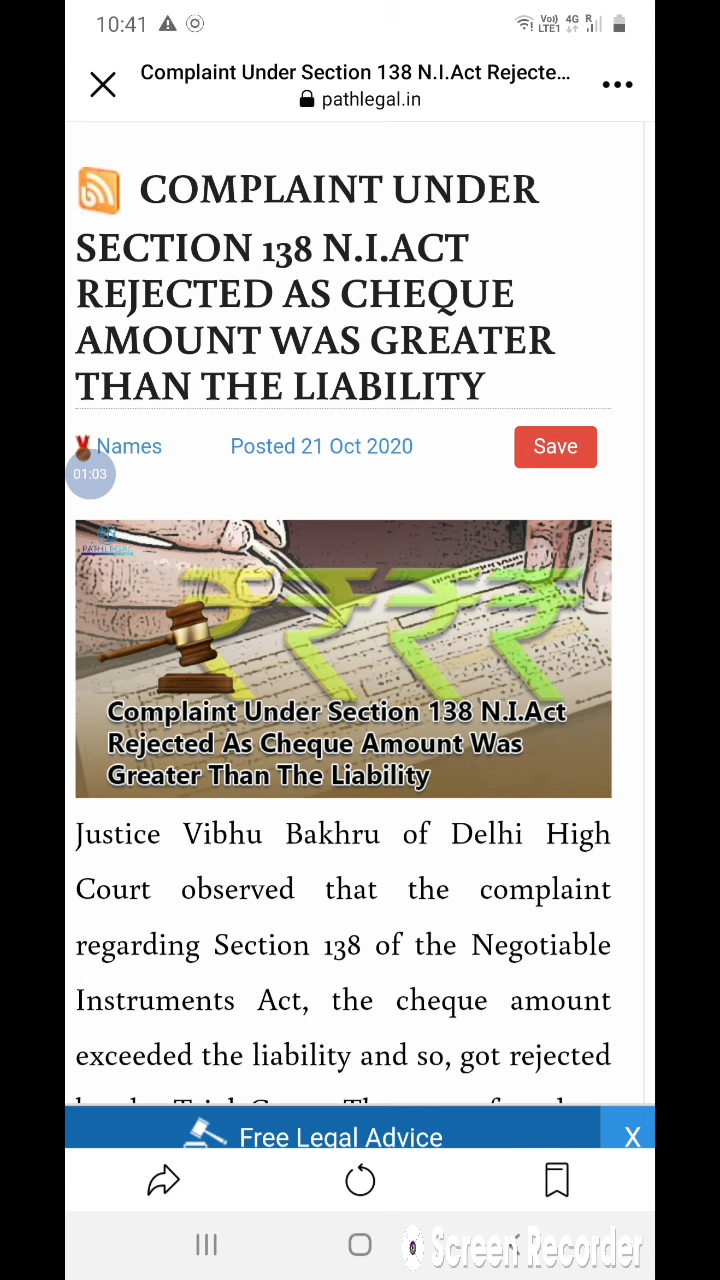 10:41
Vo)) 4G R
LTE1
Complaint Under Section 138 N.I.Act Rejecte...
pathlegal.in
COMPLAINT UNDER
SECTION 138 N.I.ACT
REJECTED AS CHEQUE
AMOUNT WAS GREATER
THAN THE LIABILITY
Names Posted 21 Oct 2020 Save
01:03
PATHLEGAL
Complaint Under Section 138 N.I.Act
Rejected As Cheque Amount Was
Greater Than The Liability
Justice Vibhu Bakhru of Delhi High
Court observed that the complaint
regarding Section 138 of the Negotiable
Instruments Act, the cheque amount
exceeded the liability and so, got rejected
Free Legal Advice X
Screen Recorder